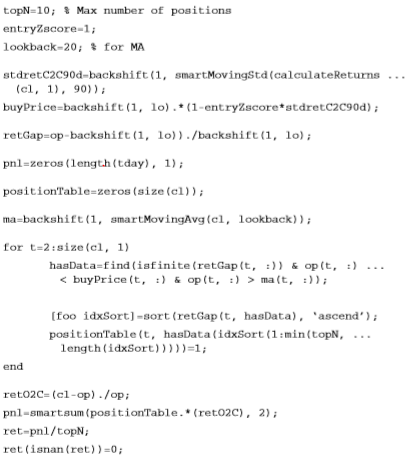 topN=10; % Max number of positions
entryZscore=1;
lookback=20; % for MA
stdretC2C90d=backshift(1, smartMovingStd(calculateReturns ...
(cl, 1), 90));
buyPrice=backshift(1, lo).*(1-entryZscore*stdretC2C90d);
retGap=op-backshift(1, lo))./backshift(1, lo);
pnl=zeros(length(tday), 1);
positionTable=zeros(size(cl));
ma=backshift(1, smartMovingAvg(cl, lookback));
for t=2:size(cl, 1)
hasData=find(isfinite(retGap(t, :)) & op(t, :) ...
< buyPrice(t, :) & op(t, :) > ma(t, :));
[foo idxSort]=sort(retGap(t, hasData), ‘ascend’);
positionTable(t, hasData(idxSort(1:min(topN, ...
length(idxSort)))))=1;
end
retO2C=(cl-op)./op;
pnl=smartsum(positionTable.*(retO2C), 2);
ret=pnl/topN;
ret(isnan(ret))=0;